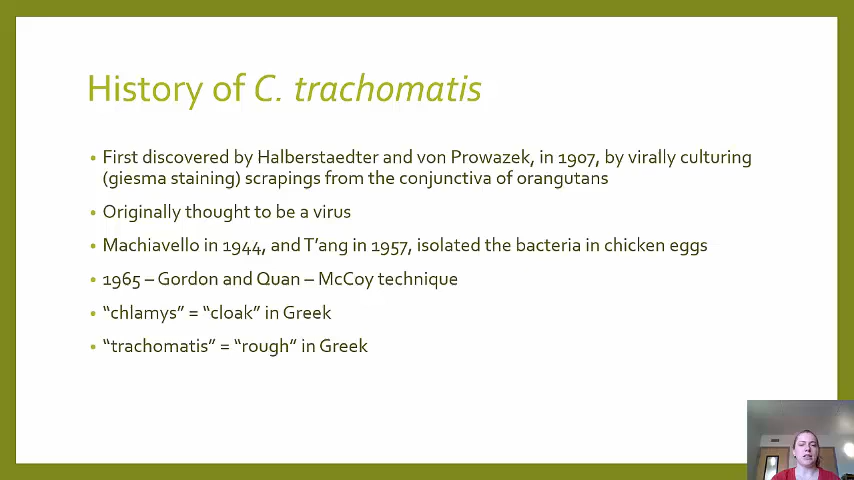 History of C. trachomatis
• First discovered by Halberstaedter and von Prowazek, in 1907, by virally culturing
(giesma staining) scrapings from the conjunctiva of orangutans
• Originally thought to be a virus
• Machiavello in 1944, and T’ang in 1957, isolated the bacteria in chicken eggs
• 1965 – Gordon and Quan – McCoy technique
• “chlamys” = “cloak” in Greek
• “trachomatis” = “rough” in Greek